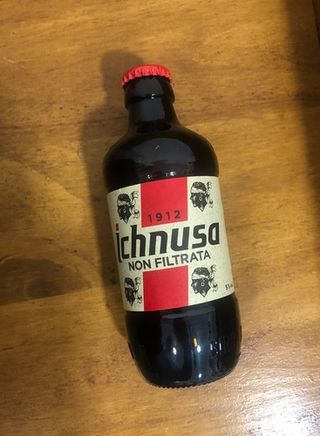 1912
ichnusa
NON FILTRATA